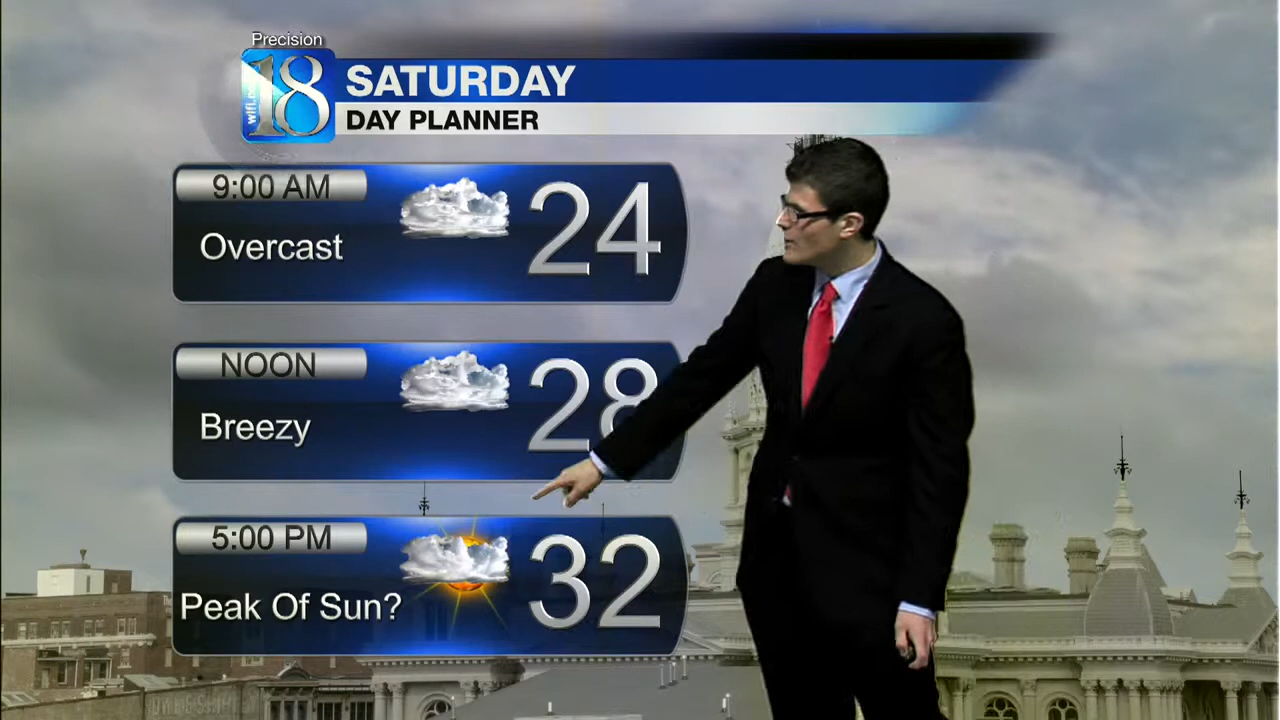 Precision
18
SATURDAY
DAY PLANNER
9:00 AM
24
Overcast
NOON
28
Breezy
5:00 PM
32
Peak Of Sun?